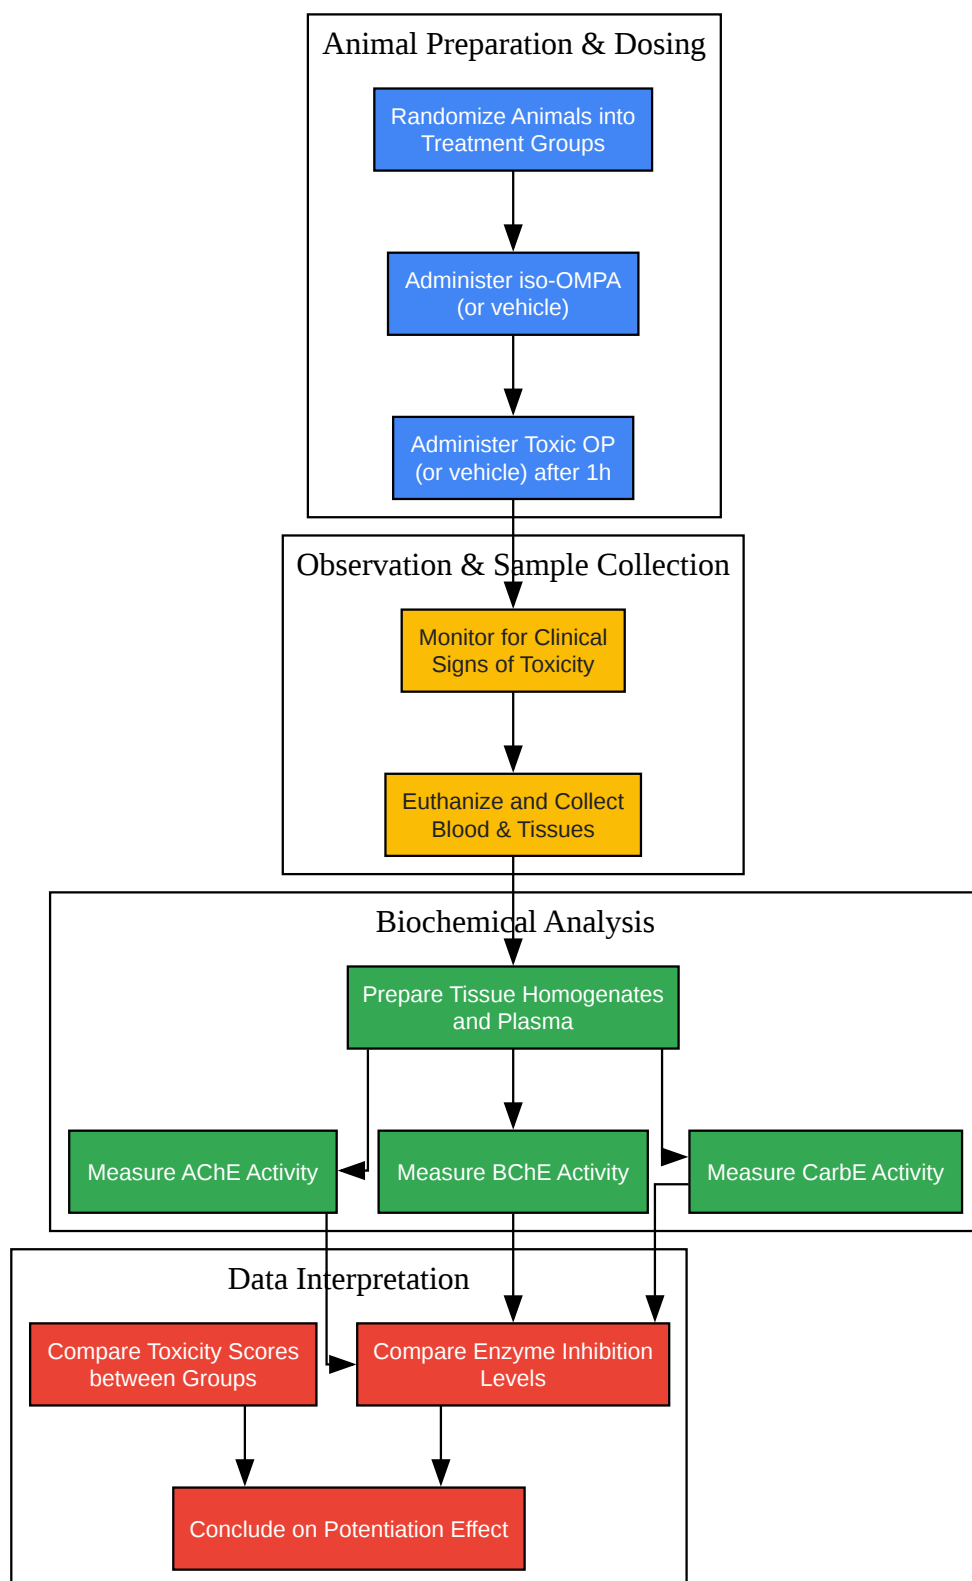 Animal Preparation & Dosing
Randomize Animals into
Treatment Groups
Administer iso-OMPA
(or vehicle)
Administer Toxic OP
(or vehicle) after 1h
Observation & Sample Collection
Monitor for Clinical
Signs of Toxicity
Euthanize and Collect
Blood & Tissues
Biochemical Analysis
Prepare Tissue Homogenates
and Plasma
Measure AChE Activity
Measure BChE Activity
Measure CarbE Activity
Data Interpretation
Compare Toxicity Scores
between Groups
Compare Enzyme Inhibition
Levels
Conclude on Potentiation Effect